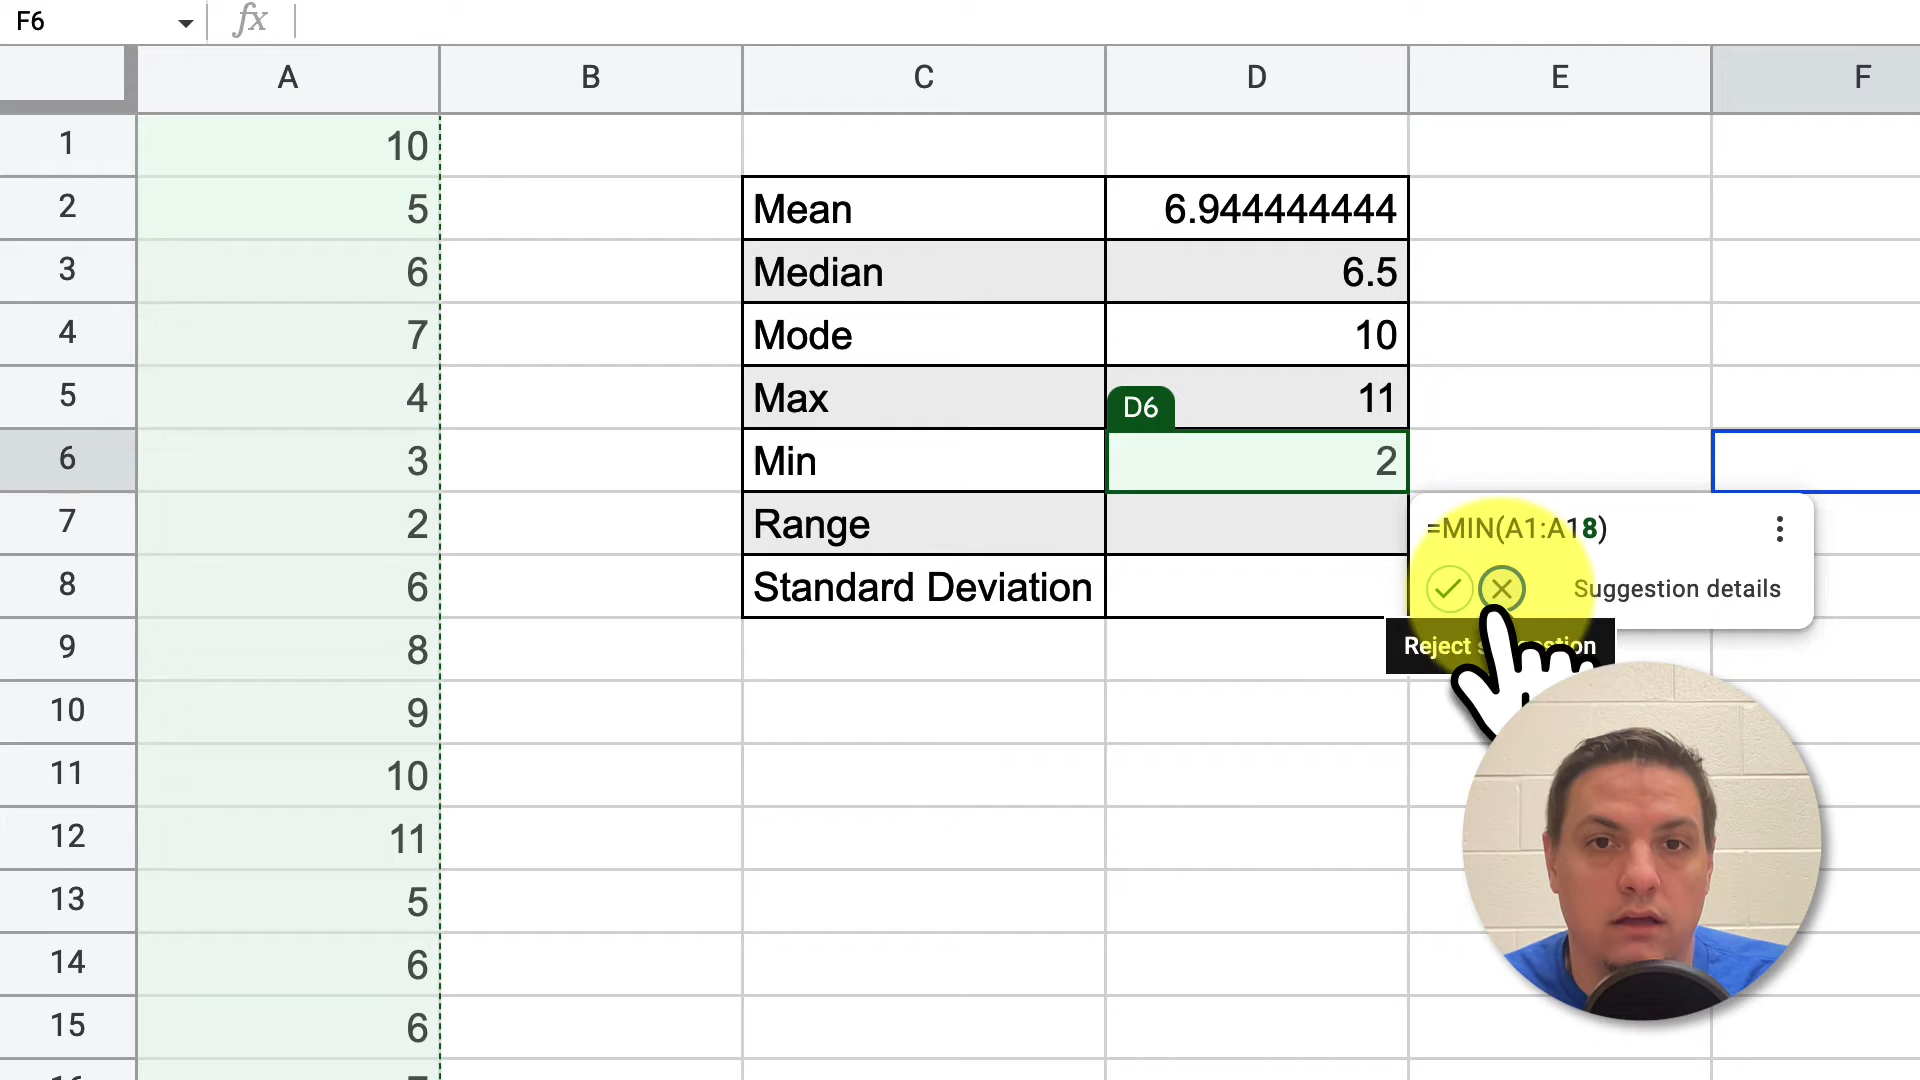 F6 fx
A B C D E F
1 10
2 5 Mean 6.944444444
3 6 Median 6.5
4 7 Mode 10
5 4 Max 11
D6
6 3 Min 2
7 2 Range =MIN(A1:A18)
8 6 Standard Deviation Suggestion details
Reject
9 8
10 9
11 10
12 11
13 5
14 6
15 6